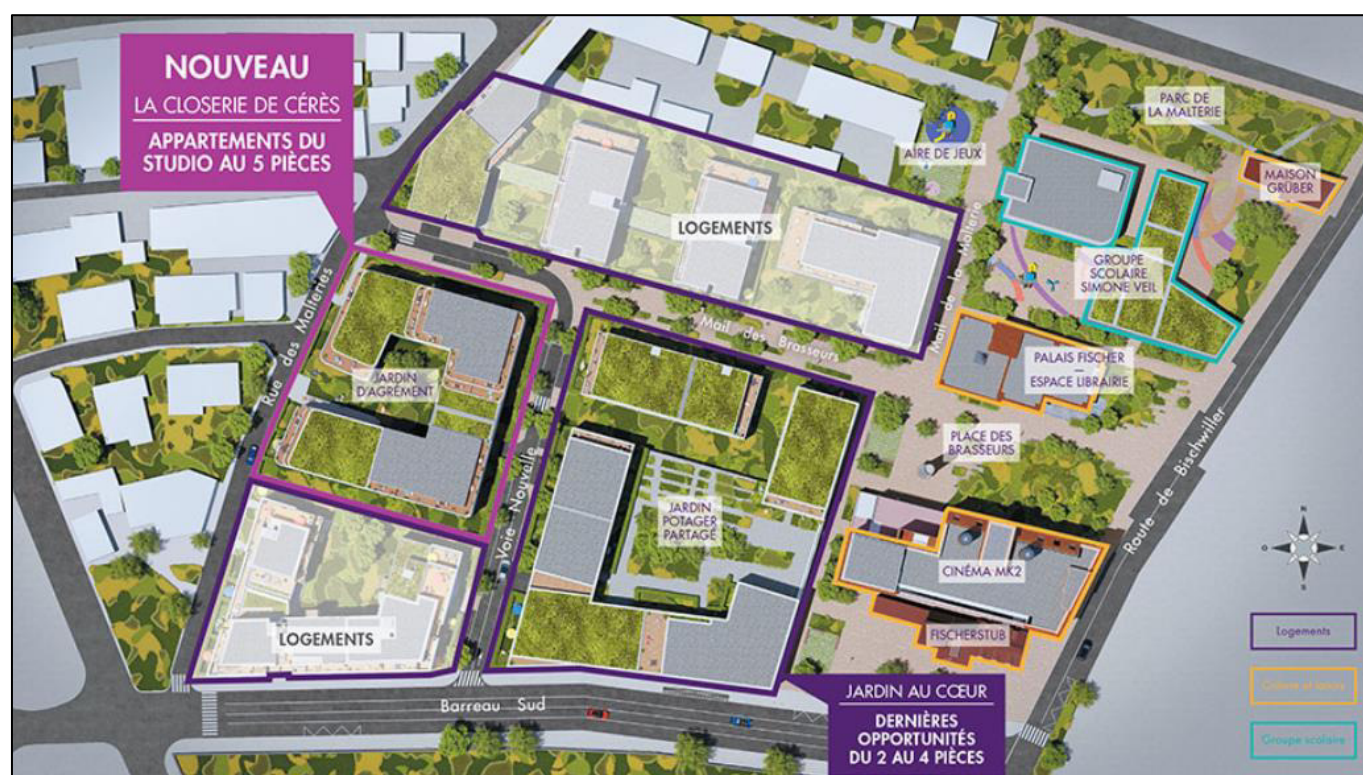 NOUVEAU
LA CLOSERIE DE CÉRÈS
APPARTEMENTS DU
STUDIO AU 5 PIÈCES
PARC DE
LA MALTERIE
AIRE DE JEUX
MAISON
GRÜBER
LOGEMENTS
Mail de la Malterie
GROUPE
SCOLAIRE
SIMONE VEIL
Rue des Malteries
Mail des Brasseurs
PALAIS FISCHER
—
ESPACE LIBRAIRIE
JARDIN
D'AGRÉMENT
PLACE DES
BRASSEURS
Route de Bischwiller
Voie Nouvelle
JARDIN
POTAGER
PARTAGÉ
CINÉMA MK2
N
O
E
S
LOGEMENTS
FISCHERSTUB
Logements
Culture et loisirs
Groupe scolaire
Barreau Sud
JARDIN AU CŒUR
DERNIÈRES
OPPORTUNITÉS
DU 2 AU 4 PIÈCES